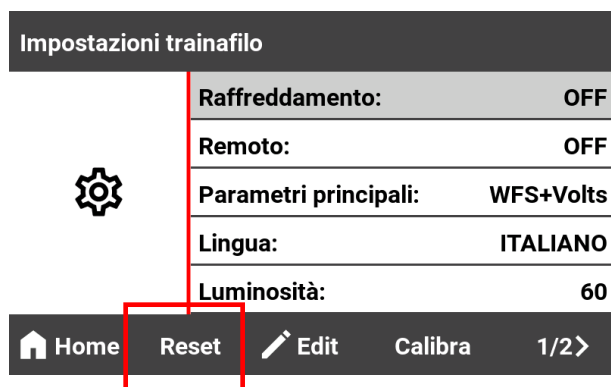 Impostazioni trainafilo
Raffreddamento: OFF
Remoto: OFF
Parametri principali: WFS+Volts
Lingua: ITALIANO
Luminosità: 60
Home Reset Edit Calibra 1/2>